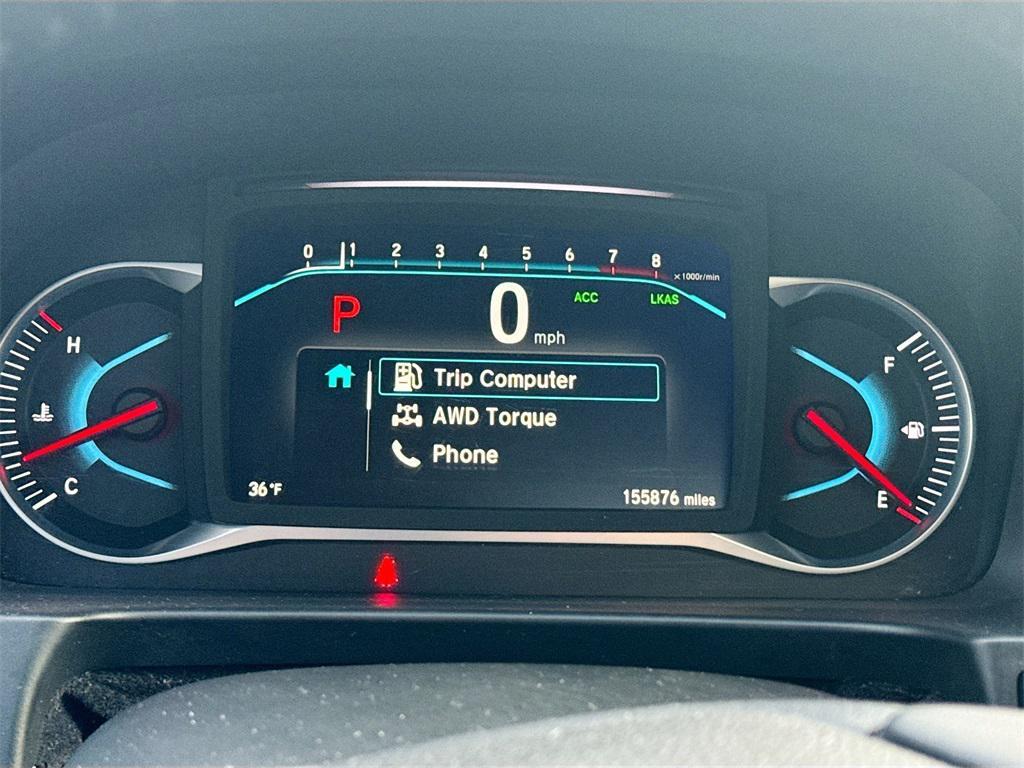 0 1 2 3 4 5 6 7 8
×1000r/min
P 0 mph ACC LKAS
H
C
Trip Computer
AWD Torque
Phone
36°F
155876 miles
F
E